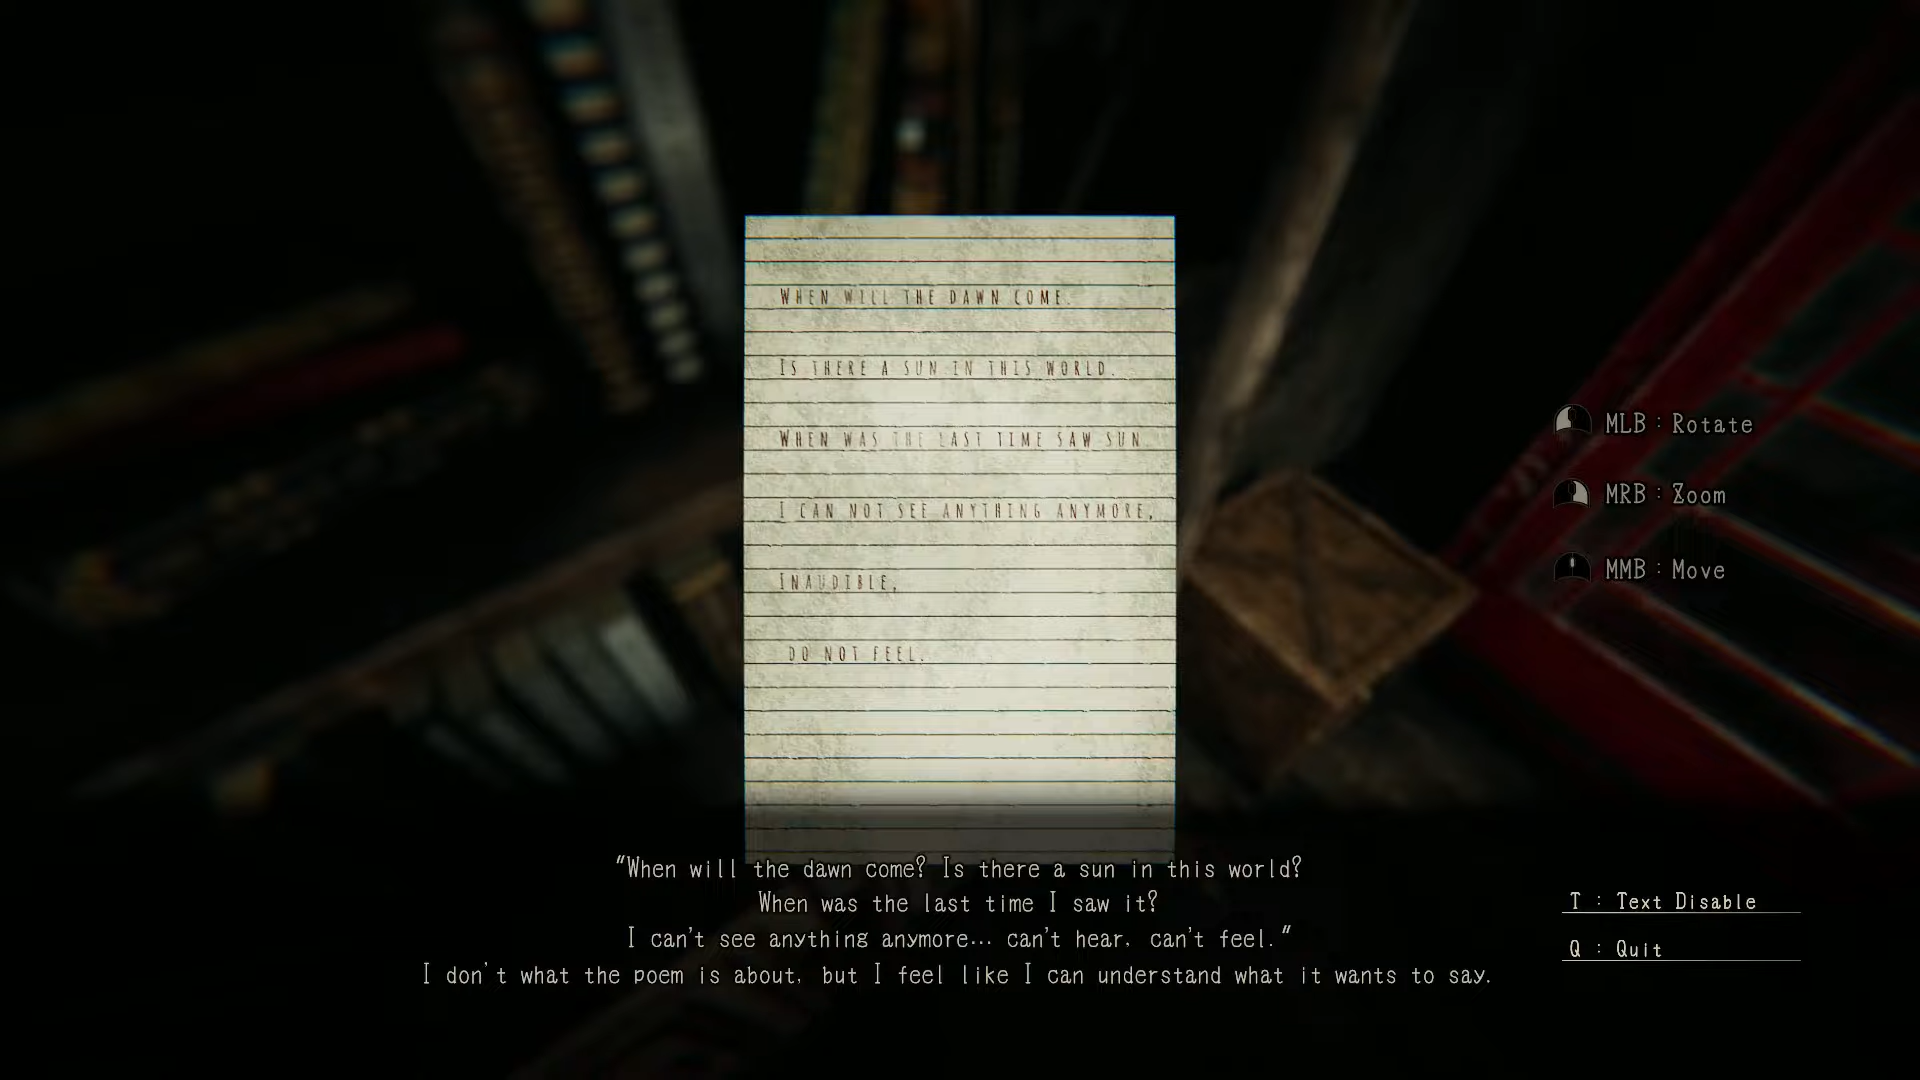 WHEN WILL THE DAWN COME.
IS THERE A SUN IN THIS WORLD.
WHEN WAS THE LAST TIME SAW SUN
I CAN NOT SEE ANYTHING ANYMORE,
INAUDIBLE,
DO NOT FEEL.
MLB : Rotate
MRB : Zoom
MMB : Move
"When will the dawn come? Is there a sun in this world?
When was the last time I saw it?
I can't see anything anymore... can't hear, can't feel."
I don't what the poem is about, but I feel like I can understand what it wants to say.
T : Text Disable
Q : Quit